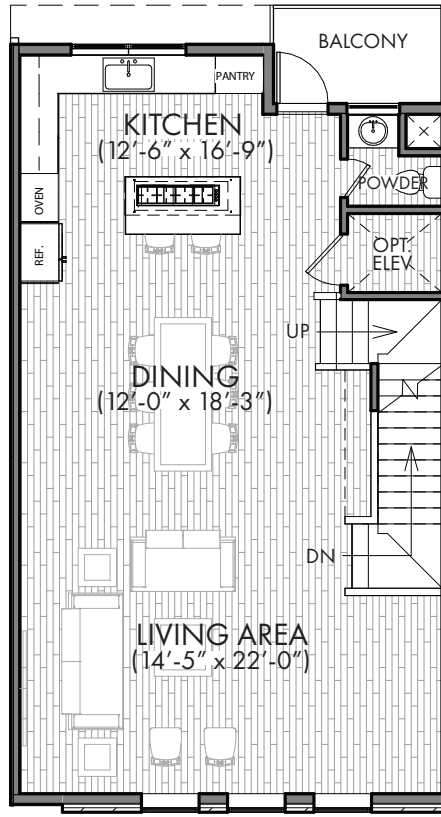 BALCONY
PANTRY
KITCHEN
(12'-6" x 16'-9")
POWDER
OVEN
REF.
OPT.
ELEV
UP
DINING
(12'-0" x 18'-3")
DN
LIVING AREA
(14'-5" x 22'-0")